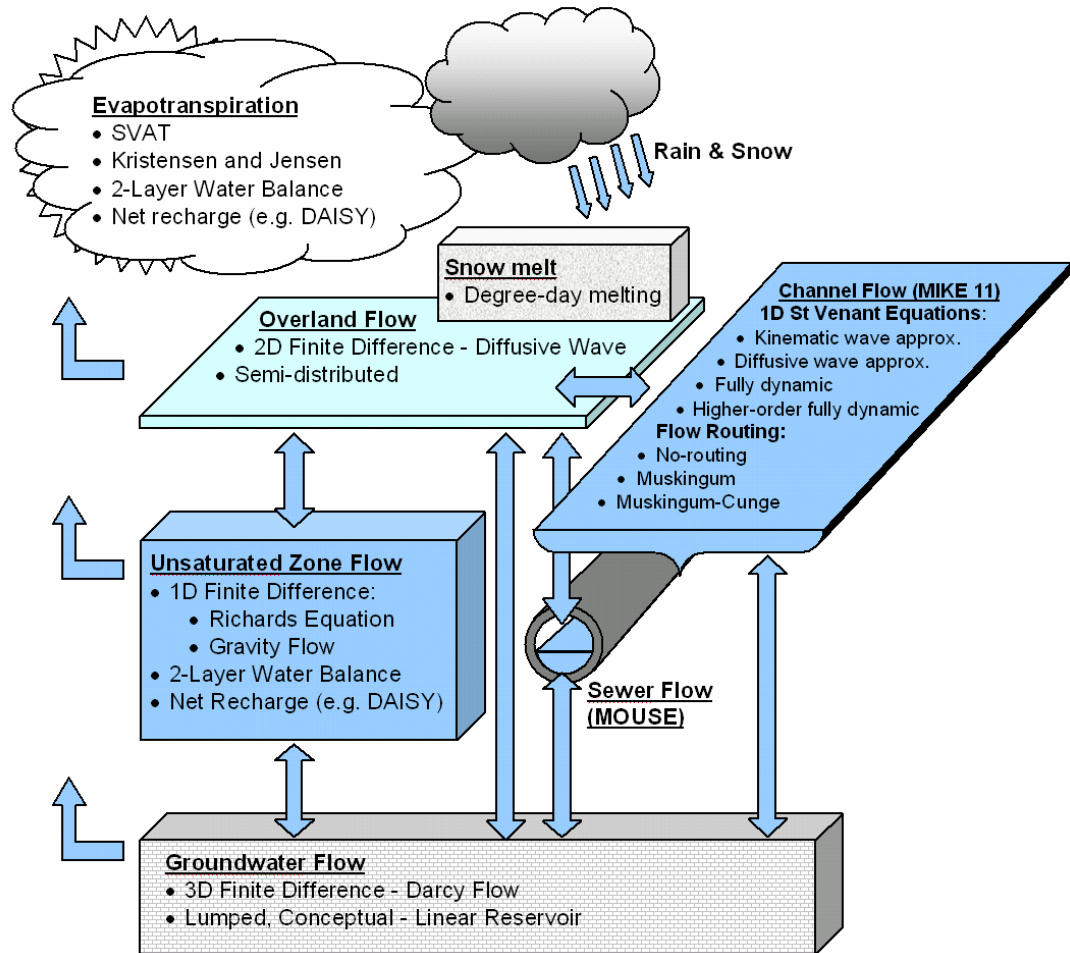 Evapotranspiration
• SVAT
• Kristensen and Jensen
• 2-Layer Water Balance
• Net recharge (e.g. DAISY)
Rain & Snow
Snow melt
• Degree-day melting
Overland Flow
• 2D Finite Difference - Diffusive Wave
• Semi-distributed
Channel Flow (MIKE 11)
1D St Venant Equations:
• Kinematic wave approx.
• Diffusive wave approx.
• Fully dynamic
• Higher-order fully dynamic
Flow Routing:
• No-routing
• Muskingum
• Muskingum-Cunge
Unsaturated Zone Flow
• 1D Finite Difference:
• Richards Equation
• Gravity Flow
• 2-Layer Water Balance
• Net Recharge (e.g. DAISY)
Sewer Flow
(MOUSE)
Groundwater Flow
• 3D Finite Difference - Darcy Flow
• Lumped, Conceptual - Linear Reservoir